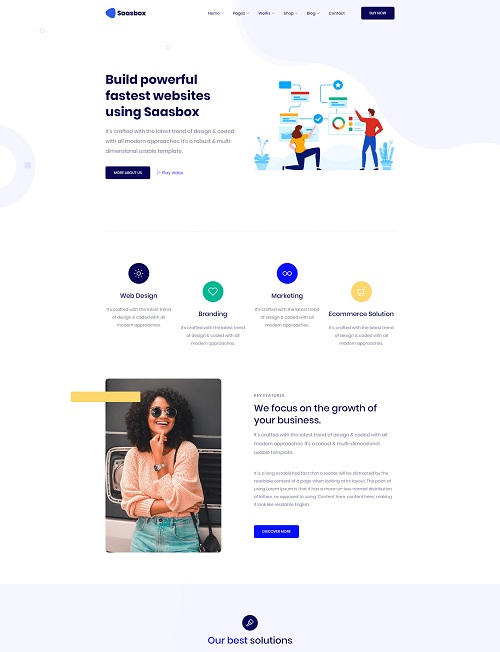 Saasbox
Home Pages Works Shop Blog Contact BUY NOW
Build powerful
fastest websites
using Saasbox
It's crafted with the latest trend of design & coded
with all modern approaches. It's a robust & multi-
dimensional usable template.
MORE ABOUT US Play Video
Web Design
It's crafted with the latest trend
of design & coded with all
modern approaches.
Branding
It's crafted with the latest trend
of design & coded with all
modern approaches.
Marketing
It's crafted with the latest trend
of design & coded with all
modern approaches.
Ecommerce Solution
It's crafted with the latest trend
of design & coded with all
modern approaches.
KEY FEATURES
We focus on the growth of
your business.
It's crafted with the latest trend of design & coded with all
modern approaches. It's a robust & multi-dimensional
usable template.
It is a long established fact that a reader will be distracted by the
readable content of a page when looking at its layout. The point of
using Lorem Ipsum is that it has a more-or-less normal distribution
of letters, as opposed to using 'Content here, content here', making
it look like readable English.
DISCOVER MORE
Our best solutions